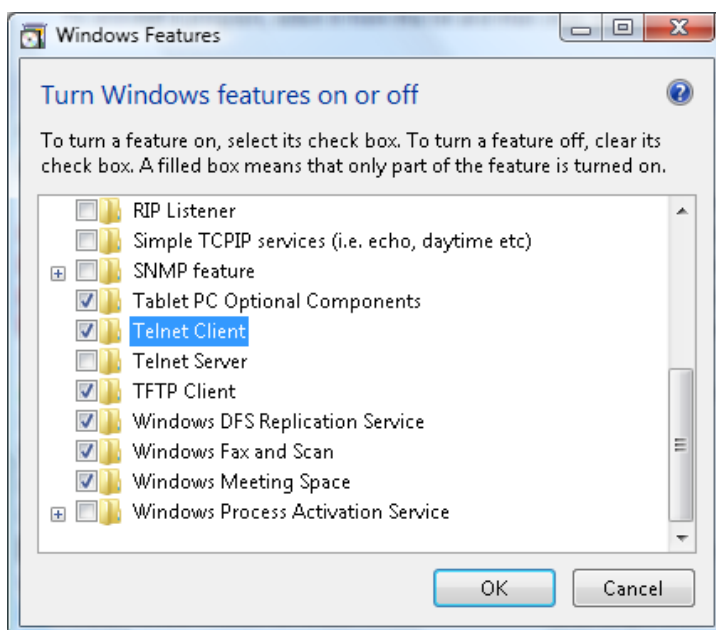 Windows Features
Turn Windows features on or off
To turn a feature on, select its check box. To turn a feature off, clear its
check box. A filled box means that only part of the feature is turned on.
RIP Listener
Simple TCPIP services (i.e. echo, daytime etc)
SNMP feature
Tablet PC Optional Components
Telnet Client
Telnet Server
TFTP Client
Windows DFS Replication Service
Windows Fax and Scan
Windows Meeting Space
Windows Process Activation Service
OK
Cancel